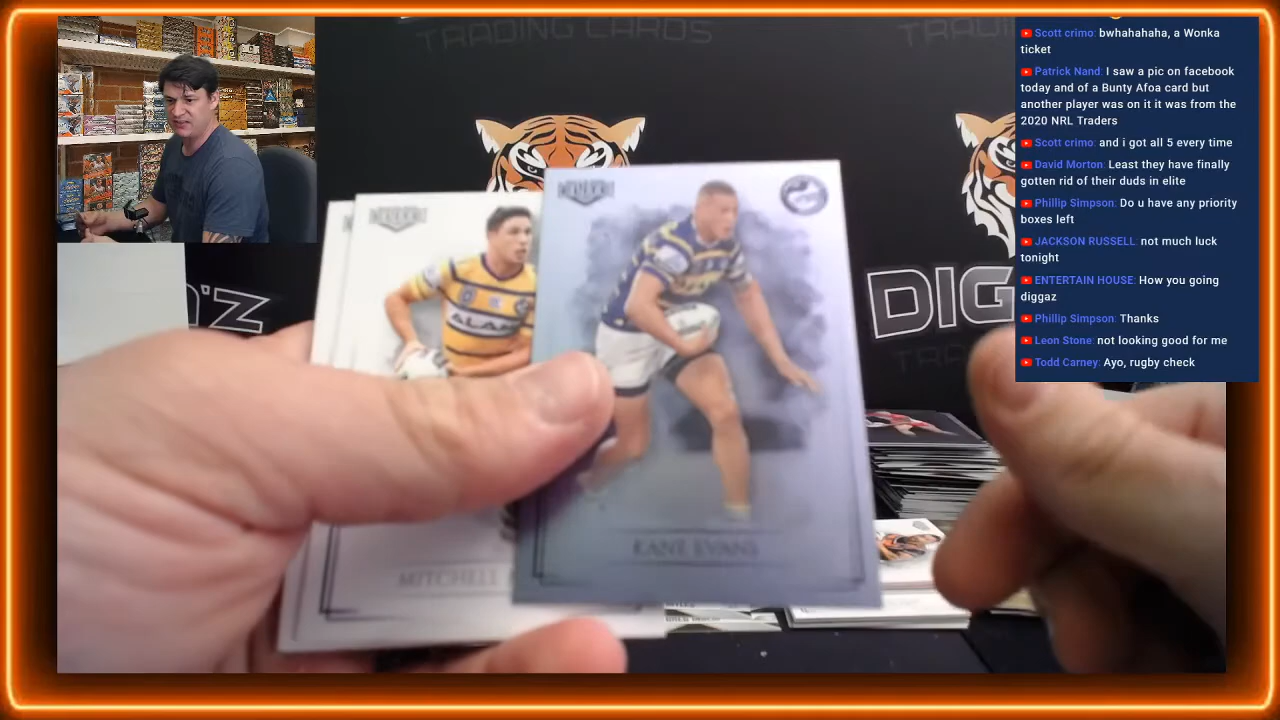 TRADING CARDS
TRADING
Scott crimo: bwhahahaha, a Wonka
ticket
Patrick Nand: I saw a pic on facebook
today and of a Bunty Afoa card but
another player was on it it was from the
2020 NRL Traders
Scott crimo: and i got all 5 every time
David Morton: Least they have finally
gotten rid of their duds in elite
Phillip Simpson: Do u have any priority
boxes left
JACKSON RUSSELL: not much luck
tonight
ENTERTAIN HOUSE: How you going
diggaz
Phillip Simpson: Thanks
Leon Stone: not looking good for me
Todd Carney: Ayo, rugby check
'Z
DIG
TRA
MITCHELL
KANE EVANS